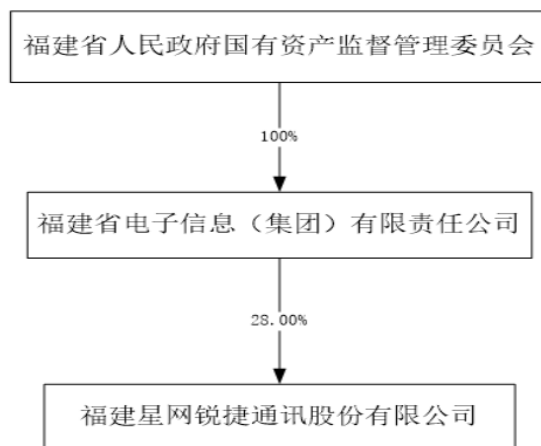 福建省人民政府国有资产监督管理委员会
100%
福建省电子信息（集团）有限责任公司
28.00%
福建星网锐捷通讯股份有限公司